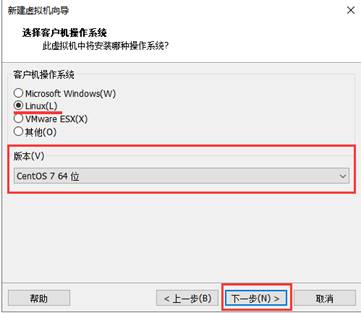 新建虚拟机向导
选择客户机操作系统
此虚拟机中将安装哪种操作系统?
客户机操作系统
Microsoft Windows(W)
Linux(L)
VMware ESX(X)
其他(O)
版本(V)
CentOS 7 64 位
帮助
< 上一步(B)
下一步(N) >
取消